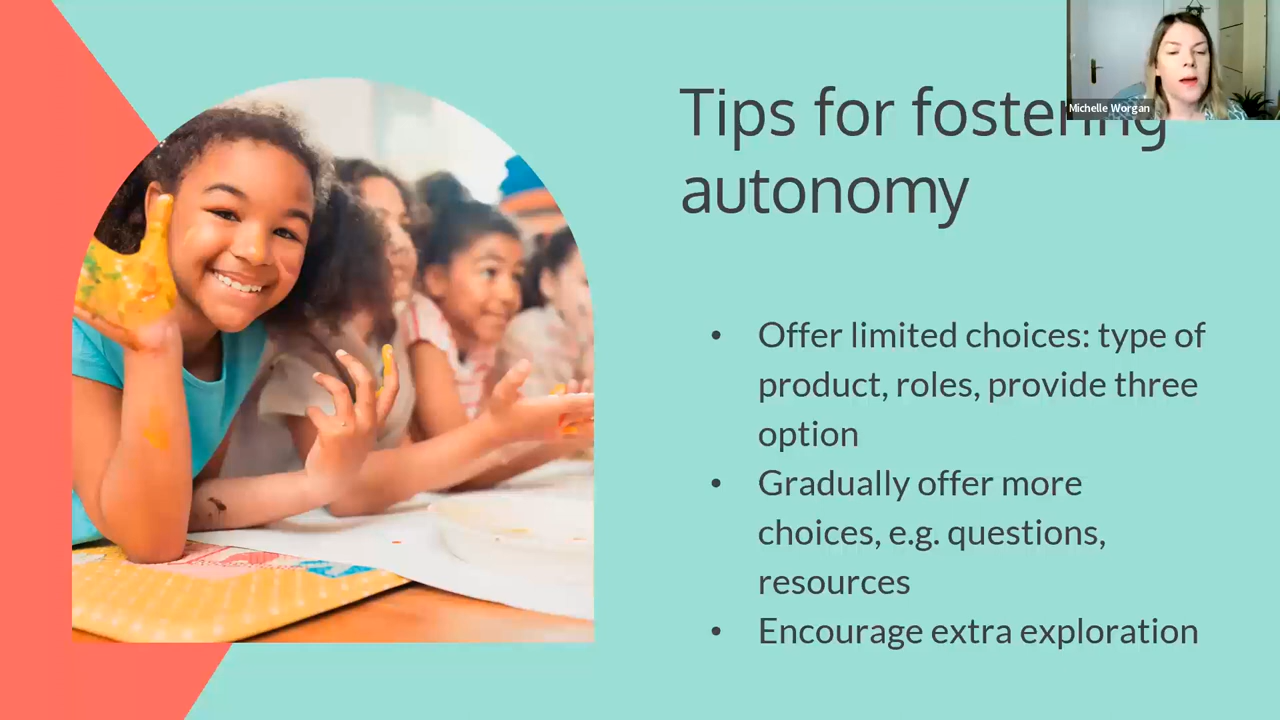 Michelle Worgan
Tips for fostering
autonomy
• Offer limited choices: type of
product, roles, provide three
option
• Gradually offer more
choices, e.g. questions,
resources
• Encourage extra exploration